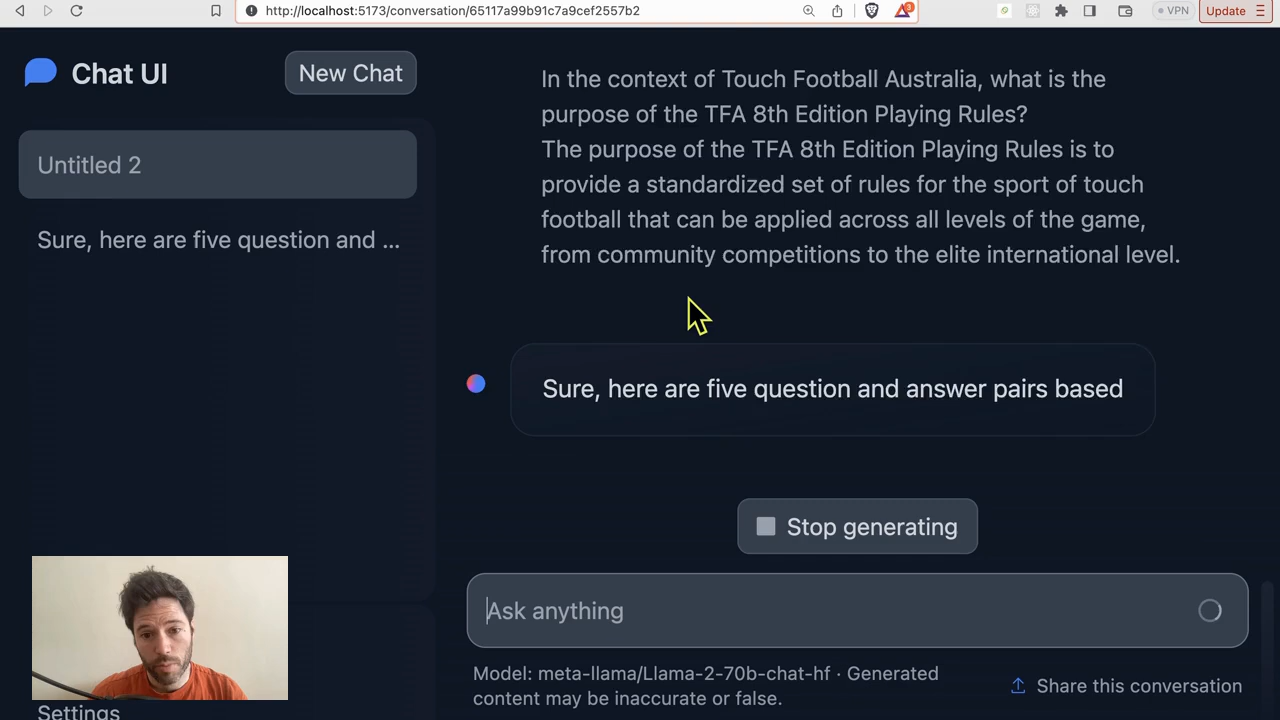 http://localhost:5173/conversation/65117a99b91c7a9cef2557b2
3
VPN
Update
Chat UI
New Chat
Untitled 2
Sure, here are five question and ...
Settings
In the context of Touch Football Australia, what is the
purpose of the TFA 8th Edition Playing Rules?
The purpose of the TFA 8th Edition Playing Rules is to
provide a standardized set of rules for the sport of touch
football that can be applied across all levels of the game,
from community competitions to the elite international level.
Sure, here are five question and answer pairs based
Stop generating
Ask anything
Model: meta-llama/Llama-2-70b-chat-hf · Generated
content may be inaccurate or false.
Share this conversation